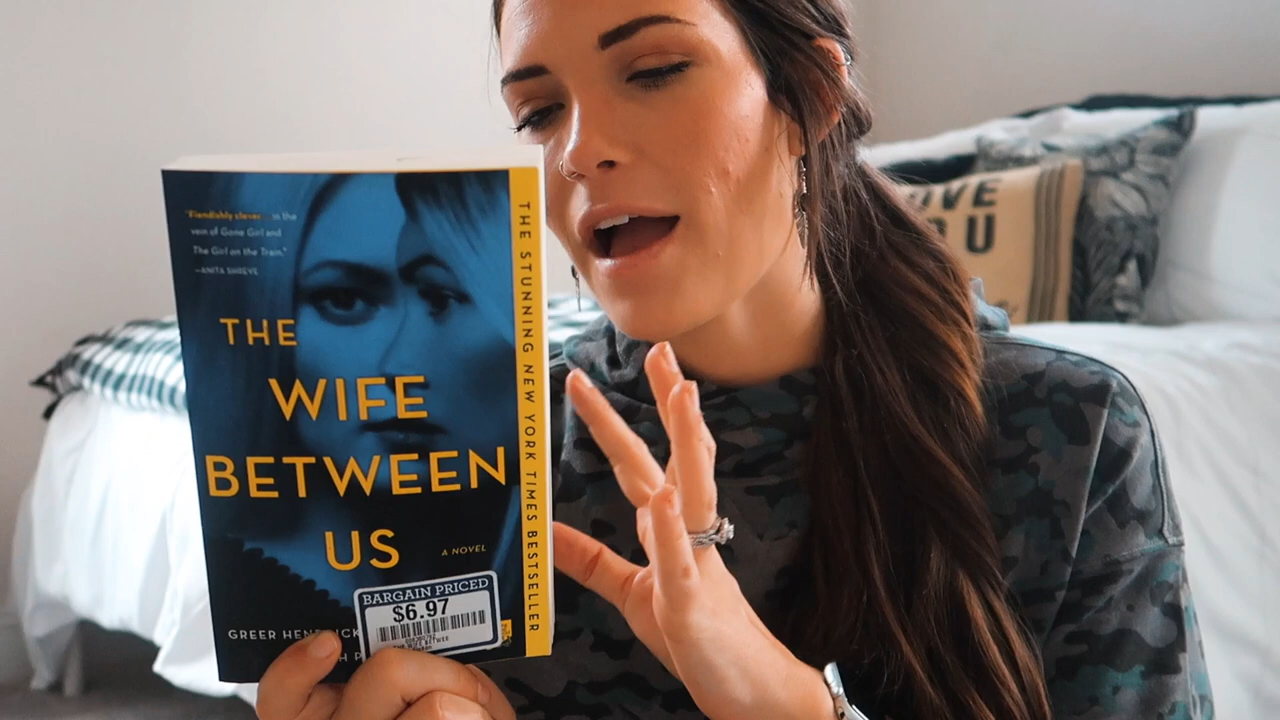 "Fiendishly clever... in the
vein of Gone Girl and
The Girl on the Train."
—ANITA SHREVE
THE
WIFE
BETWEEN
US
A NOVEL
GREER
THE STUNNING NEW YORK TIMES BESTSELLER
BARGAIN PRICED
$6.97
U